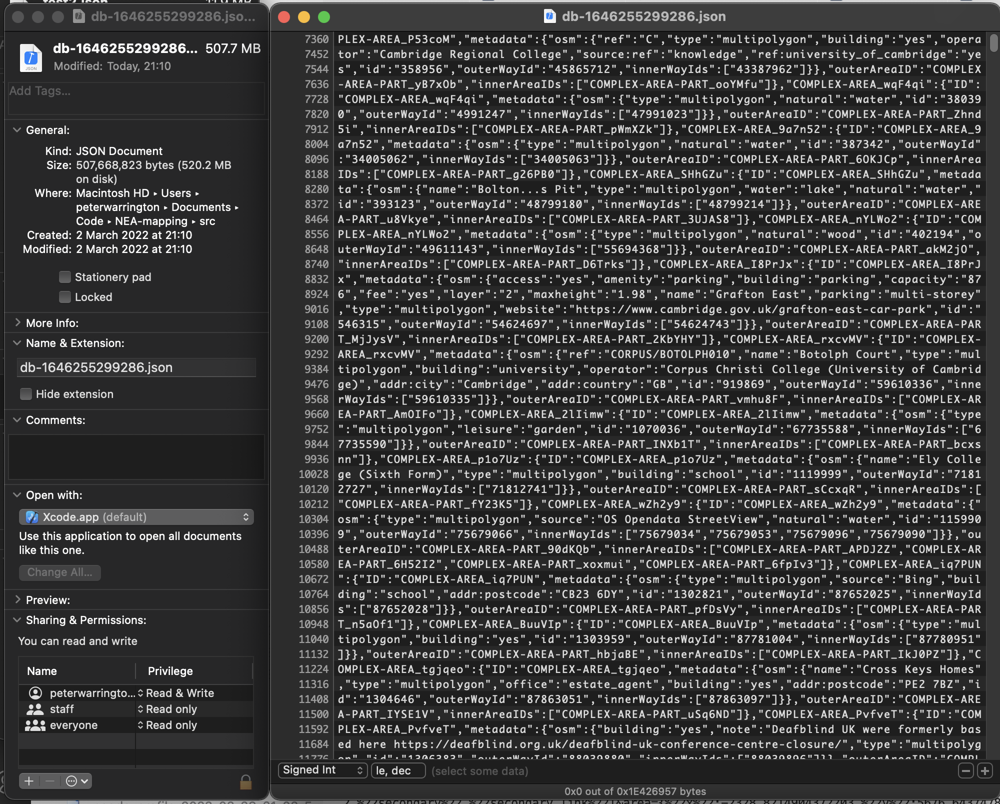 db-1646255299286.jso...
db-1646255299286... 507.7 MB
Modified: Today, 21:10
Add Tags...
General:
Kind: JSON Document
Size: 507,668,823 bytes (520.2 MB
on disk)
Where: Macintosh HD ▸ Users ▸
peterwarrington ▸ Documents ▸
Code ▸ NEA-mapping ▸ src
Created: 2 March 2022 at 21:10
Modified: 2 March 2022 at 21:10
Stationery pad
Locked
More Info:
Name & Extension:
db-1646255299286.json
Hide extension
Comments:
Open with:
Xcode.app (default)
Use this application to open all documents
like this one.
Change All...
Preview:
Sharing & Permissions:
You can read and write
Name Privilege
peterwarringto... Read & Write
staff Read only
everyone Read only
db-1646255299286.json
7360 PLEX-AREA_P53coM","metadata":{"osm":{"ref":"C","type":"multipolygon","building":"yes","opera
7452 tor":"Cambridge Regional College","source:ref":"knowledge","ref:university_of_cambridge":"ye
7544 s","id":"358956","outerWayId":"45865712","innerWayIds":["43387962"]}},"outerAreaID":"COMPLEX
7636 -AREA-PART_yB7xOb","innerAreaIDs":["COMPLEX-AREA-PART_ooYMfu"]},"COMPLEX-AREA_wqF4qi":{"ID":
7728 "COMPLEX-AREA_wqF4qi","metadata":{"osm":{"type":"multipolygon","natural":"water","id":"38039
7820 0","outerWayId":"4991247","innerWayIds":["47991023"]}},"outerAreaID":"COMPLEX-AREA-PART_Zhnd
7912 5i","innerAreaIDs":["COMPLEX-AREA-PART_pWmXZk"]},"COMPLEX-AREA_9a7n52":{"ID":"COMPLEX-AREA_9
8004 a7n52","metadata":{"osm":{"type":"multipolygon","natural":"water","id":"387342","outerWayId"
8096 :"34005062","innerWayIds":["34005063"]}},"outerAreaID":"COMPLEX-AREA-PART_6OKJCp","innerArea
8188 IDs":["COMPLEX-AREA-PART_g26PB0"]},"COMPLEX-AREA_SHhGZu":{"ID":"COMPLEX-AREA_SHhGZu","metada
8280 ta":{"osm":{"name":"Bolton...s Pit","type":"multipolygon","water":"lake","natural":"water","
8372 id":"393123","outerWayId":"48799180","innerWayIds":["48799214"]}},"outerAreaID":"COMPLEX-ARE
8464 A-PART_u8Vkye","innerAreaIDs":["COMPLEX-AREA-PART_3UJAS8"]},"COMPLEX-AREA_nYLWo2":{"ID":"COM
8556 PLEX-AREA_nYLWo2","metadata":{"osm":{"type":"multipolygon","natural":"wood","id":"402194","o
8648 uterWayId":"49611143","innerWayIds":["55694368"]}},"outerAreaID":"COMPLEX-AREA-PART_akM2jO",
8740 "innerAreaIDs":["COMPLEX-AREA-PART_D6Trks"]},"COMPLEX-AREA_I8PrJx":{"ID":"COMPLEX-AREA_I8PrJ
8832 x","metadata":{"osm":{"access":"yes","amenity":"parking","building":"parking","capacity":"87
8924 6","fee":"yes","layer":"2","maxheight":"1.98","name":"Grafton East","parking":"multi-storey"
9016 ,"type":"multipolygon","website":"https://www.cambridge.gov.uk/grafton-east-car-park","id":"
9108 546315","outerWayId":"54624697","innerWayIds":["54624743"]}},"outerAreaID":"COMPLEX-AREA-PAR
9200 T_MjJysV","innerAreaIDs":["COMPLEX-AREA-PART_2KbYHY"]},"COMPLEX-AREA_rxcvMV":{"ID":"COMPLEX-
9292 AREA_rxcvMV","metadata":{"osm":{"ref":"CORPUS/BOTOLPH010","name":"Botolph Court","type":"mul
9384 tipolygon","building":"university","operator":"Corpus Christi College (University of Cambrid
9476 ge)","addr:city":"Cambridge","addr:country":"GB","id":"919869","outerWayId":"59610336","inne
9568 rWayIds":["59610335"]}},"outerAreaID":"COMPLEX-AREA-PART_vmhu8F","innerAreaIDs":["COMPLEX-AR
9660 EA-PART_AmOIFo"]},"COMPLEX-AREA_2lIimw":{"ID":"COMPLEX-AREA_2lIimw","metadata":{"osm":{"type
9752 ":"multipolygon","leisure":"garden","id":"1070036","outerWayId":"67735588","innerWayIds":["6
9844 7735590"]}},"outerAreaID":"COMPLEX-AREA-PART_INXb1T","innerAreaIDs":["COMPLEX-AREA-PART_bcxs
9936 nn"]},"COMPLEX-AREA_p1o7Uz":{"ID":"COMPLEX-AREA_p1o7Uz","metadata":{"osm":{"name":"Ely Colle
10028 ge (Sixth Form)","type":"multipolygon","building":"school","id":"1119999","outerWayId":"7181
10120 2727","innerWayIds":["71812741"]}},"outerAreaID":"COMPLEX-AREA-PART_sCcxqR","innerAreaIDs":[
10212 "COMPLEX-AREA-PART_fY23K5"]},"COMPLEX-AREA_wZh2y9":{"ID":"COMPLEX-AREA_wZh2y9","metadata":{"
10304 osm":{"type":"multipolygon","source":"OS Opendata StreetView","natural":"water","id":"115990
10396 9","outerWayId":"75679066","innerWayIds":["75679034","75679053","75679096","75679090"]}},"ou
10488 terAreaID":"COMPLEX-AREA-PART_90dKQb","innerAreaIDs":["COMPLEX-AREA-PART_APDJ2Z","COMPLEX-AR
10580 EA-PART_6H52I2","COMPLEX-AREA-PART_xoxmui","COMPLEX-AREA-PART_6fpIv3"]},"COMPLEX-AREA_iq7PUN
10672 ":{"ID":"COMPLEX-AREA_iq7PUN","metadata":{"osm":{"type":"multipolygon","source":"Bing","buil
10764 ding":"school","addr:postcode":"CB23 6DY","id":"1302821","outerWayId":"87652025","innerWayId
10856 s":["87652028"]}},"outerAreaID":"COMPLEX-AREA-PART_pfDsVy","innerAreaIDs":["COMPLEX-AREA-PAR
10948 T_n5aOf1"]},"COMPLEX-AREA_BuuVIp":{"ID":"COMPLEX-AREA_BuuVIp","metadata":{"osm":{"type":"mul
11040 tipolygon","building":"yes","id":"1303959","outerWayId":"87781004","innerWayIds":["87780951"
11132 ]}},"outerAreaID":"COMPLEX-AREA-PART_hbjaBE","innerAreaIDs":["COMPLEX-AREA-PART_IkJ0PZ"]},"C
11224 OMPLEX-AREA_tgjqeo":{"ID":"COMPLEX-AREA_tgjqeo","metadata":{"osm":{"name":"Cross Keys Homes"
11316 ,"type":"multipolygon","office":"estate_agent","building":"yes","addr:postcode":"PE2 7BZ","i
11408 d":"1304646","outerWayId":"87863051","innerWayIds":["87863097"]}},"outerAreaID":"COMPLEX-ARE
11500 A-PART_IYSE1V","innerAreaIDs":["COMPLEX-AREA-PART_uSq6ND"]},"COMPLEX-AREA_PvfveT":{"ID":"COM
11592 PLEX-AREA_PvfveT","metadata":{"osm":{"building":"yes","note":"Deafblind UK were formerly bas
11684 ed here https://deafblind.org.uk/deafblind-uk-conference-centre-closure/","type":"multipolyg
11776 on","id":"1306383","outerWayId":"88039880","innerWayIds":["88039896"]}},"outerAreaID":"COMPL
Signed Int le, dec (select some data)
0x0 out of 0x1E426957 bytes